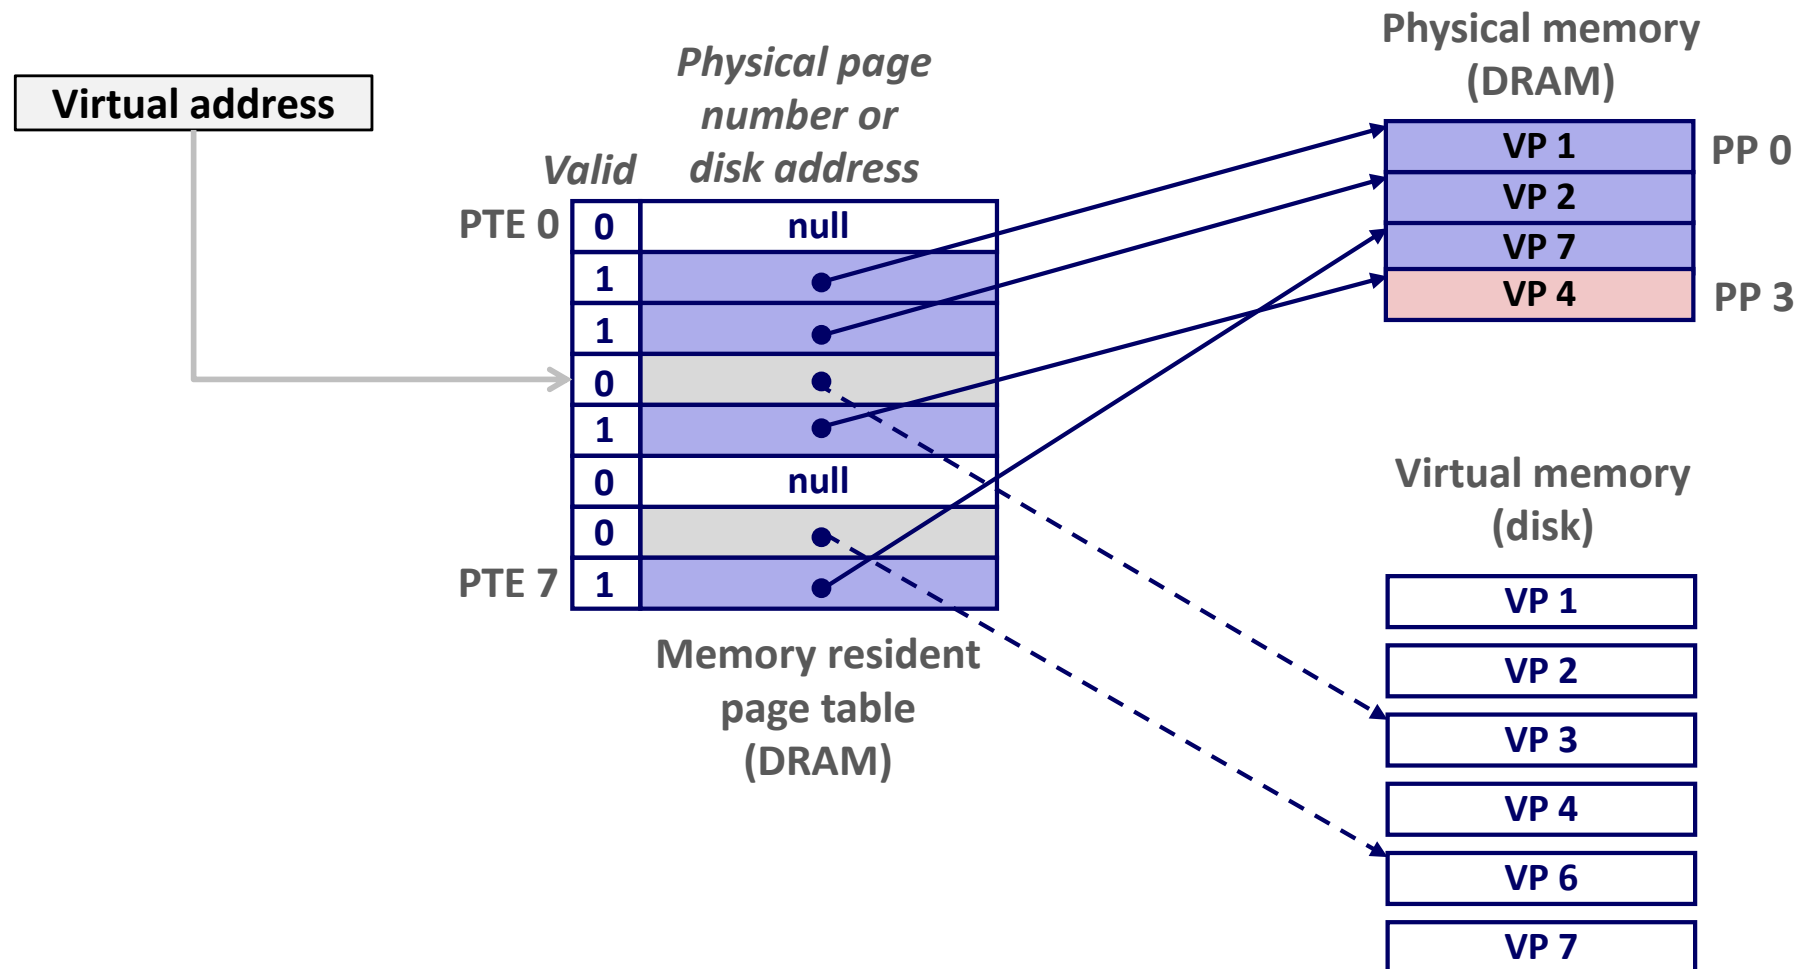 Virtual address
Physical page
number or
disk address
Valid
PTE 0
0
null
1
1
0
1
0
null
0
PTE 7
1
Memory resident
page table
(DRAM)
Physical memory
(DRAM)
VP 1
PP 0
VP 2
VP 7
VP 4
PP 3
Virtual memory
(disk)
VP 1
VP 2
VP 3
VP 4
VP 6
VP 7